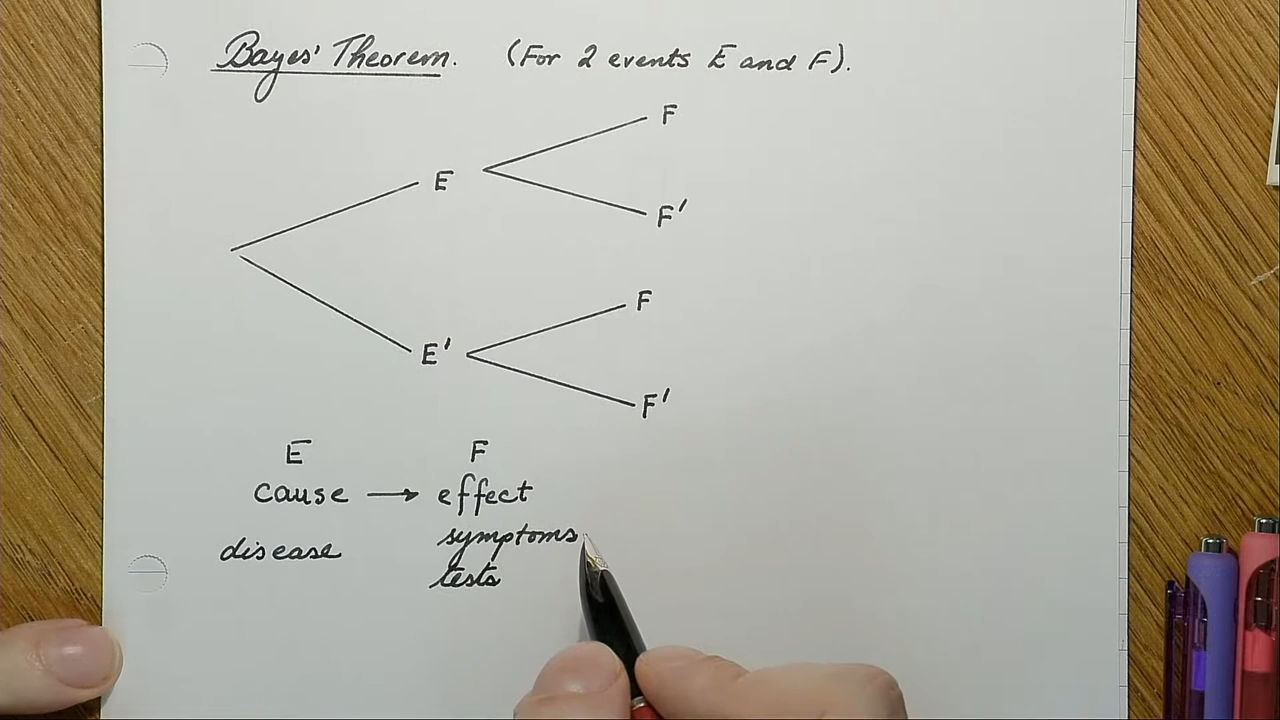 Bayes' Theorem. (For 2 events E and F).
F
E
F'
F
E'
F'
E F
cause → effect
symptoms
disease
tests